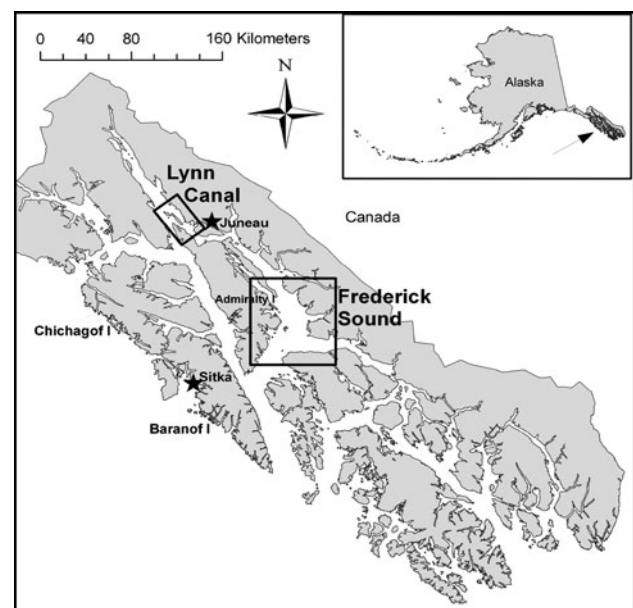 0 40 80 160 Kilometers
N
Alaska
Lynn
Canal
Juneau
Canada
Admiralty I
Frederick
Sound
Chichagof I
Sitka
Baranof I